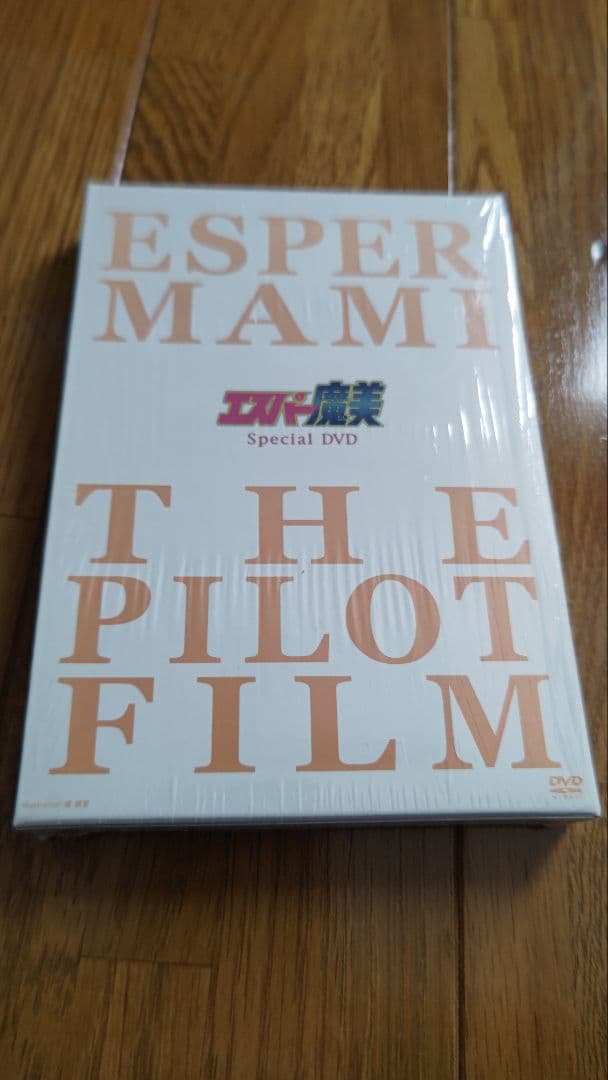 ESPER
MAMI
エスパー魔美
Special DVD
THE
PILOT
FILM
DVD